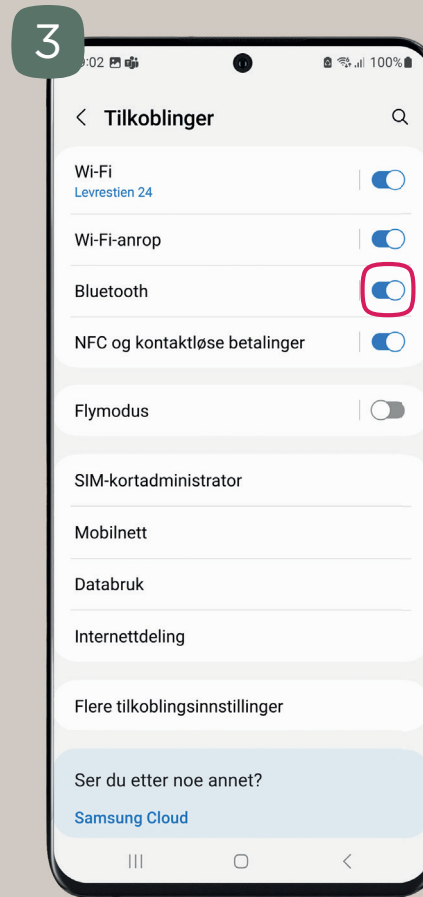 3
:02 100%
Tilkoblinger
Wi-Fi
Levrestien 24
Wi-Fi-anrop
Bluetooth
NFC og kontaktløse betalinger
Flymodus
SIM-kortadministrator
Mobilnett
Databruk
Internettdeling
Flere tilkoblingsinnstillinger
Ser du etter noe annet?
Samsung Cloud